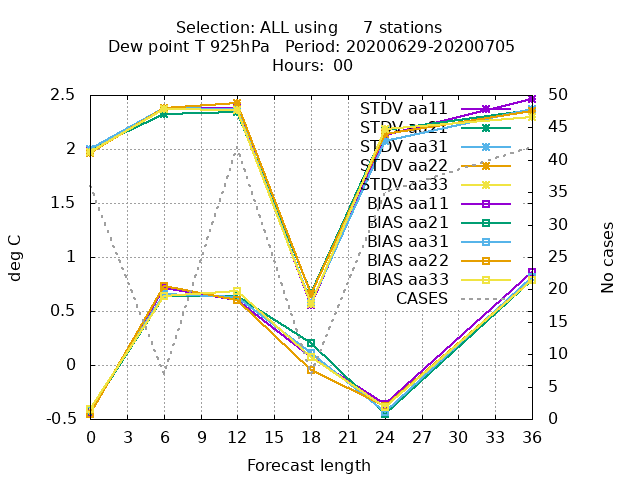 Selection: ALL using     7 stations
Dew point T 925hPa   Period: 20200629-20200705
Hours:  00
2.5
2
1.5
1
0.5
0
-0.5
deg C
STDV aa11
STDV aa21
STDV aa31
STDV aa22
STDV aa33
BIAS aa11
BIAS aa21
BIAS aa31
BIAS aa22
BIAS aa33
CASES
50
45
40
35
30
25
20
15
10
5
0
No cases
0 3 6 9 12 15 18 21 24 27 30 33 36
Forecast length